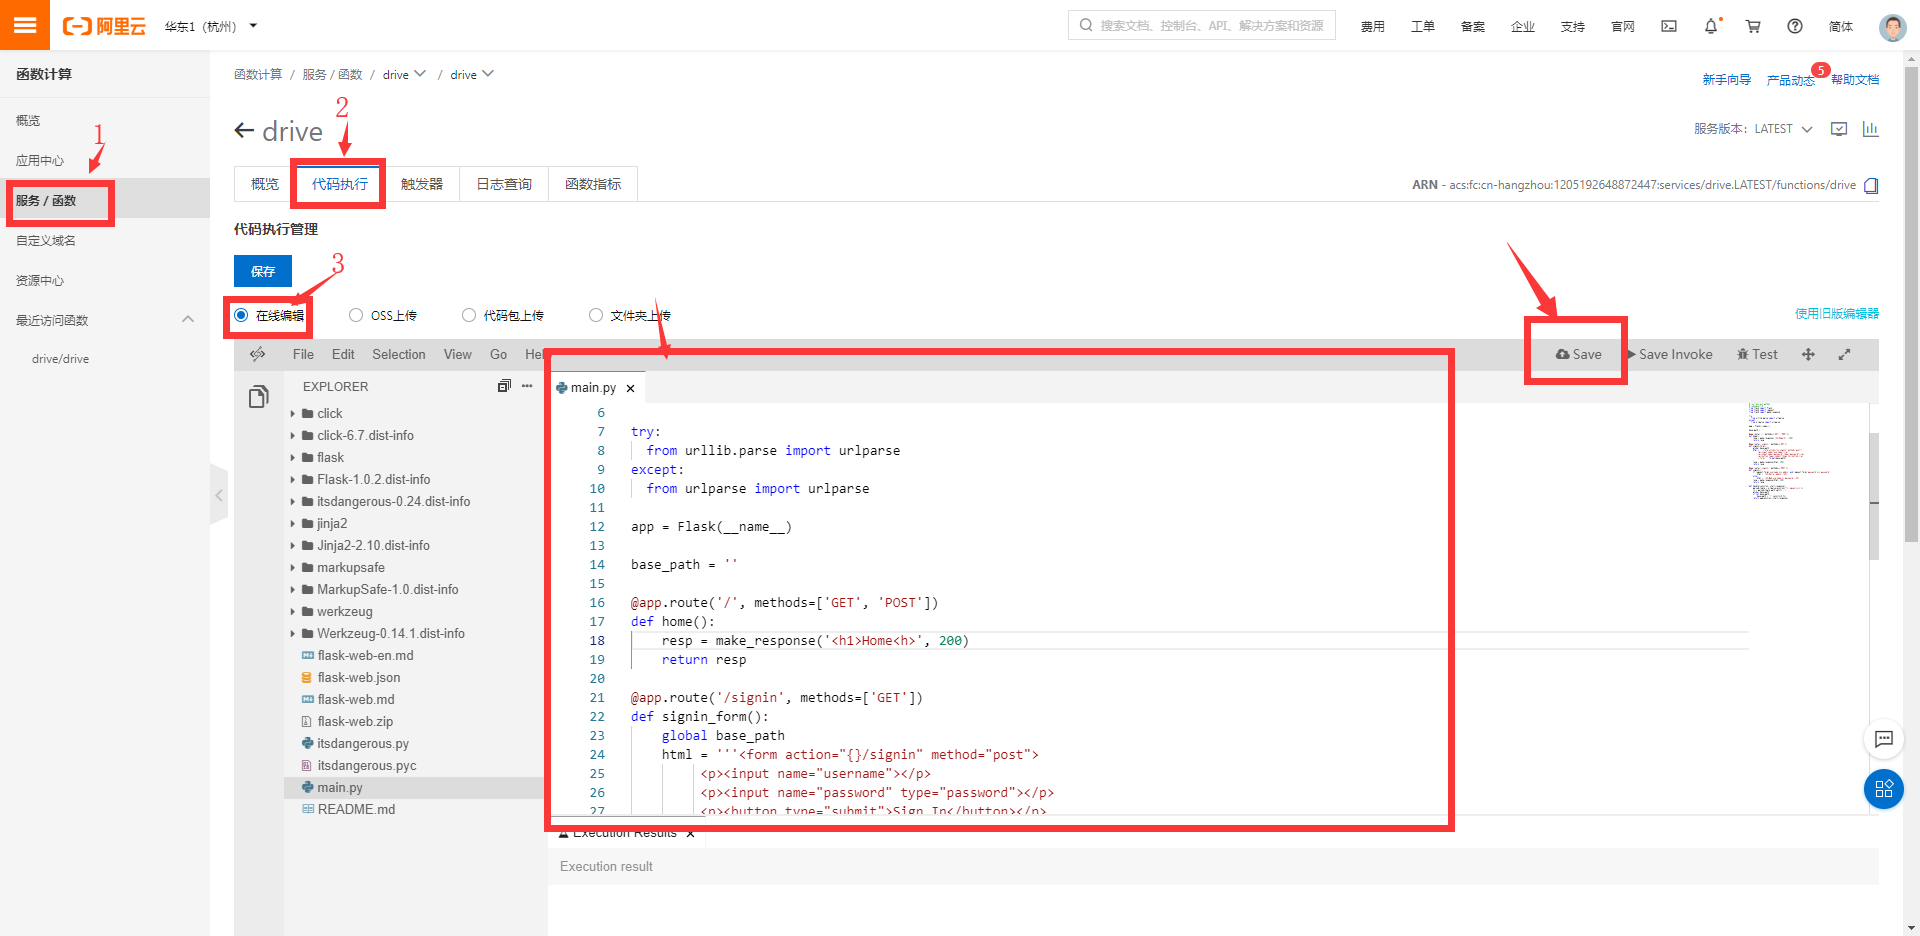 阿里云 华东1（杭州） 搜索文档、控制台、API、解决方案和资源 费用 工单 备案 企业 支持 官网 简体
函数计算
概览
应用中心
服务 / 函数
自定义域名
资源中心
最近访问函数
drive/drive
1
函数计算 / 服务 / 函数 / drive / drive
新手向导 产品动态 5 帮助文档
2
drive
服务版本： LATEST
概览 代码执行 触发器 日志查询 函数指标
ARN - acs:fc:cn-hangzhou:1205192648872447:services/drive.LATEST/functions/drive
代码执行管理
保存
3
在线编辑 OSS上传 代码包上传 文件夹上传
使用旧版编辑器
File Edit Selection View Go Hel
Save Save Invoke Test
EXPLORER
click
click-6.7.dist-info
flask
Flask-1.0.2.dist-info
itsdangerous-0.24.dist-info
jinja2
Jinja2-2.10.dist-info
markupsafe
MarkupSafe-1.0.dist-info
werkzeug
Werkzeug-0.14.1.dist-info
flask-web-en.md
flask-web.json
flask-web.md
flask-web.zip
itsdangerous.py
itsdangerous.pyc
main.py
README.md
main.py
6
7 try:
8 from urllib.parse import urlparse
9 except:
10 from urlparse import urlparse
11
12 app = Flask(__name__)
13
14 base_path = ''
15
16 @app.route('/', methods=['GET', 'POST'])
17 def home():
18 resp = make_response('<h1>Home<h>', 200)
19 return resp
20
21 @app.route('/signin', methods=['GET'])
22 def signin_form():
23 global base_path
24 html = '''<form action="{}/signin" method="post">
25 <p><input name="username"></p>
26 <p><input name="password" type="password"></p>
27 <p><button type="submit">Sign In</button></p>
Execution Results
Execution result